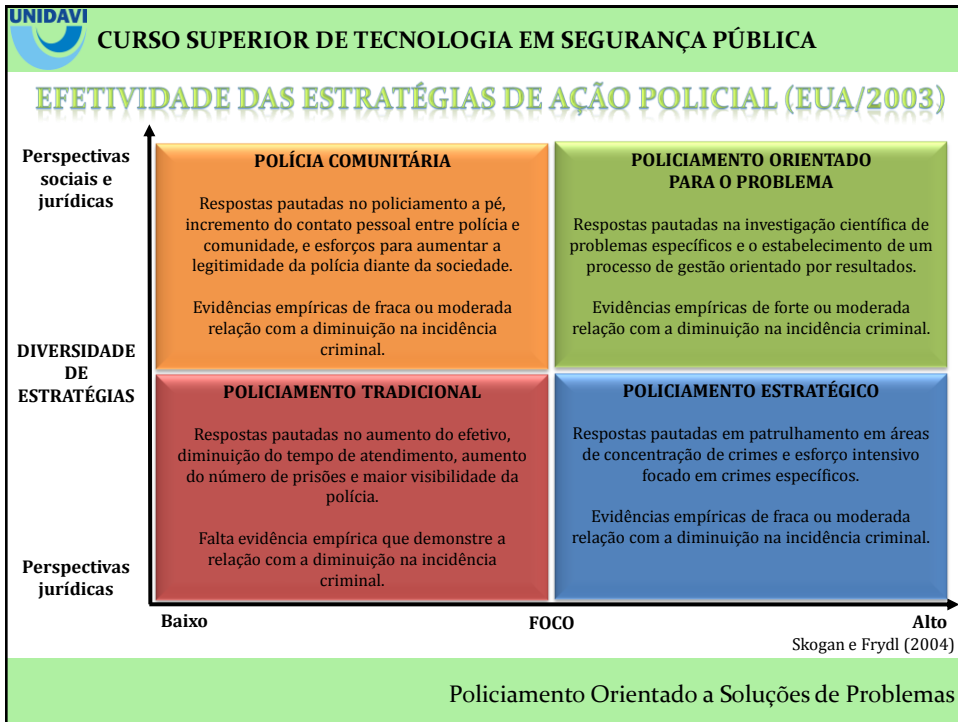 UNIDAVI
CURSO SUPERIOR DE TECNOLOGIA EM SEGURANÇA PÚBLICA
EFETIVIDADE DAS ESTRATÉGIAS DE AÇÃO POLICIAL (EUA/2003)
Perspectivas
sociais e
jurídicas
DIVERSIDADE
DE
ESTRATÉGIAS
Perspectivas
jurídicas
POLÍCIA COMUNITÁRIA
Respostas pautadas no policiamento a pé,
incremento do contato pessoal entre polícia e
comunidade, e esforços para aumentar a
legitimidade da polícia diante da sociedade.
Evidências empíricas de fraca ou moderada
relação com a diminuição na incidência
criminal.
POLICIAMENTO ORIENTADO
PARA O PROBLEMA
Respostas pautadas na investigação científica de
problemas específicos e o estabelecimento de um
processo de gestão orientado por resultados.
Evidências empíricas de forte ou moderada
relação com a diminuição na incidência criminal.
POLICIAMENTO TRADICIONAL
Respostas pautadas no aumento do efetivo,
diminuição do tempo de atendimento, aumento
do número de prisões e maior visibilidade da
polícia.
Falta evidência empírica que demonstre a
relação com a diminuição na incidência
criminal.
POLICIAMENTO ESTRATÉGICO
Respostas pautadas em patrulhamento em áreas
de concentração de crimes e esforço intensivo
focado em crimes específicos.
Evidências empíricas de fraca ou moderada
relação com a diminuição na incidência criminal.
Baixo
FOCO
Alto
Skogan e Frydl (2004)
Policiamento Orientado a Soluções de Problemas